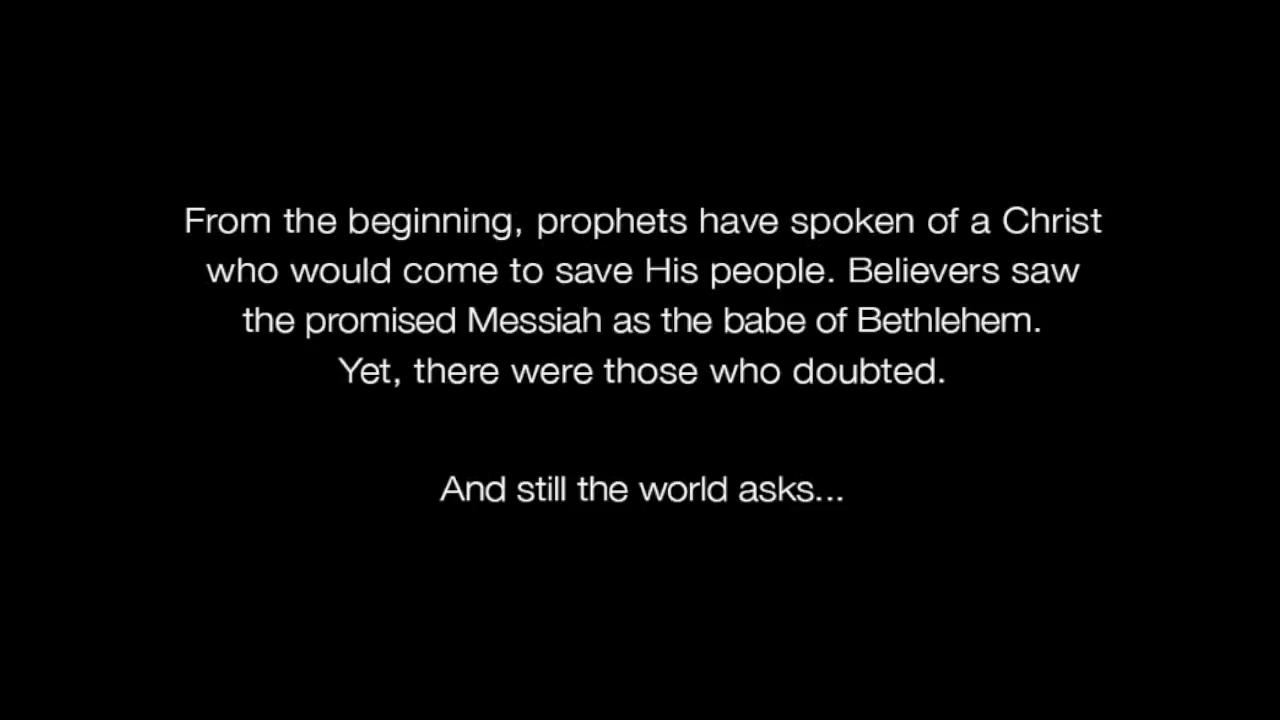 From the beginning, prophets have spoken of a Christ
who would come to save His people. Believers saw
the promised Messiah as the babe of Bethlehem.
Yet, there were those who doubted.
And still the world asks...